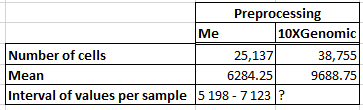 Preprocessing
Me 10XGenomic
Number of cells 25,137 38,755
Mean 6284.25 9688.75
Interval of values per sample 5 198 - 7 123 ?